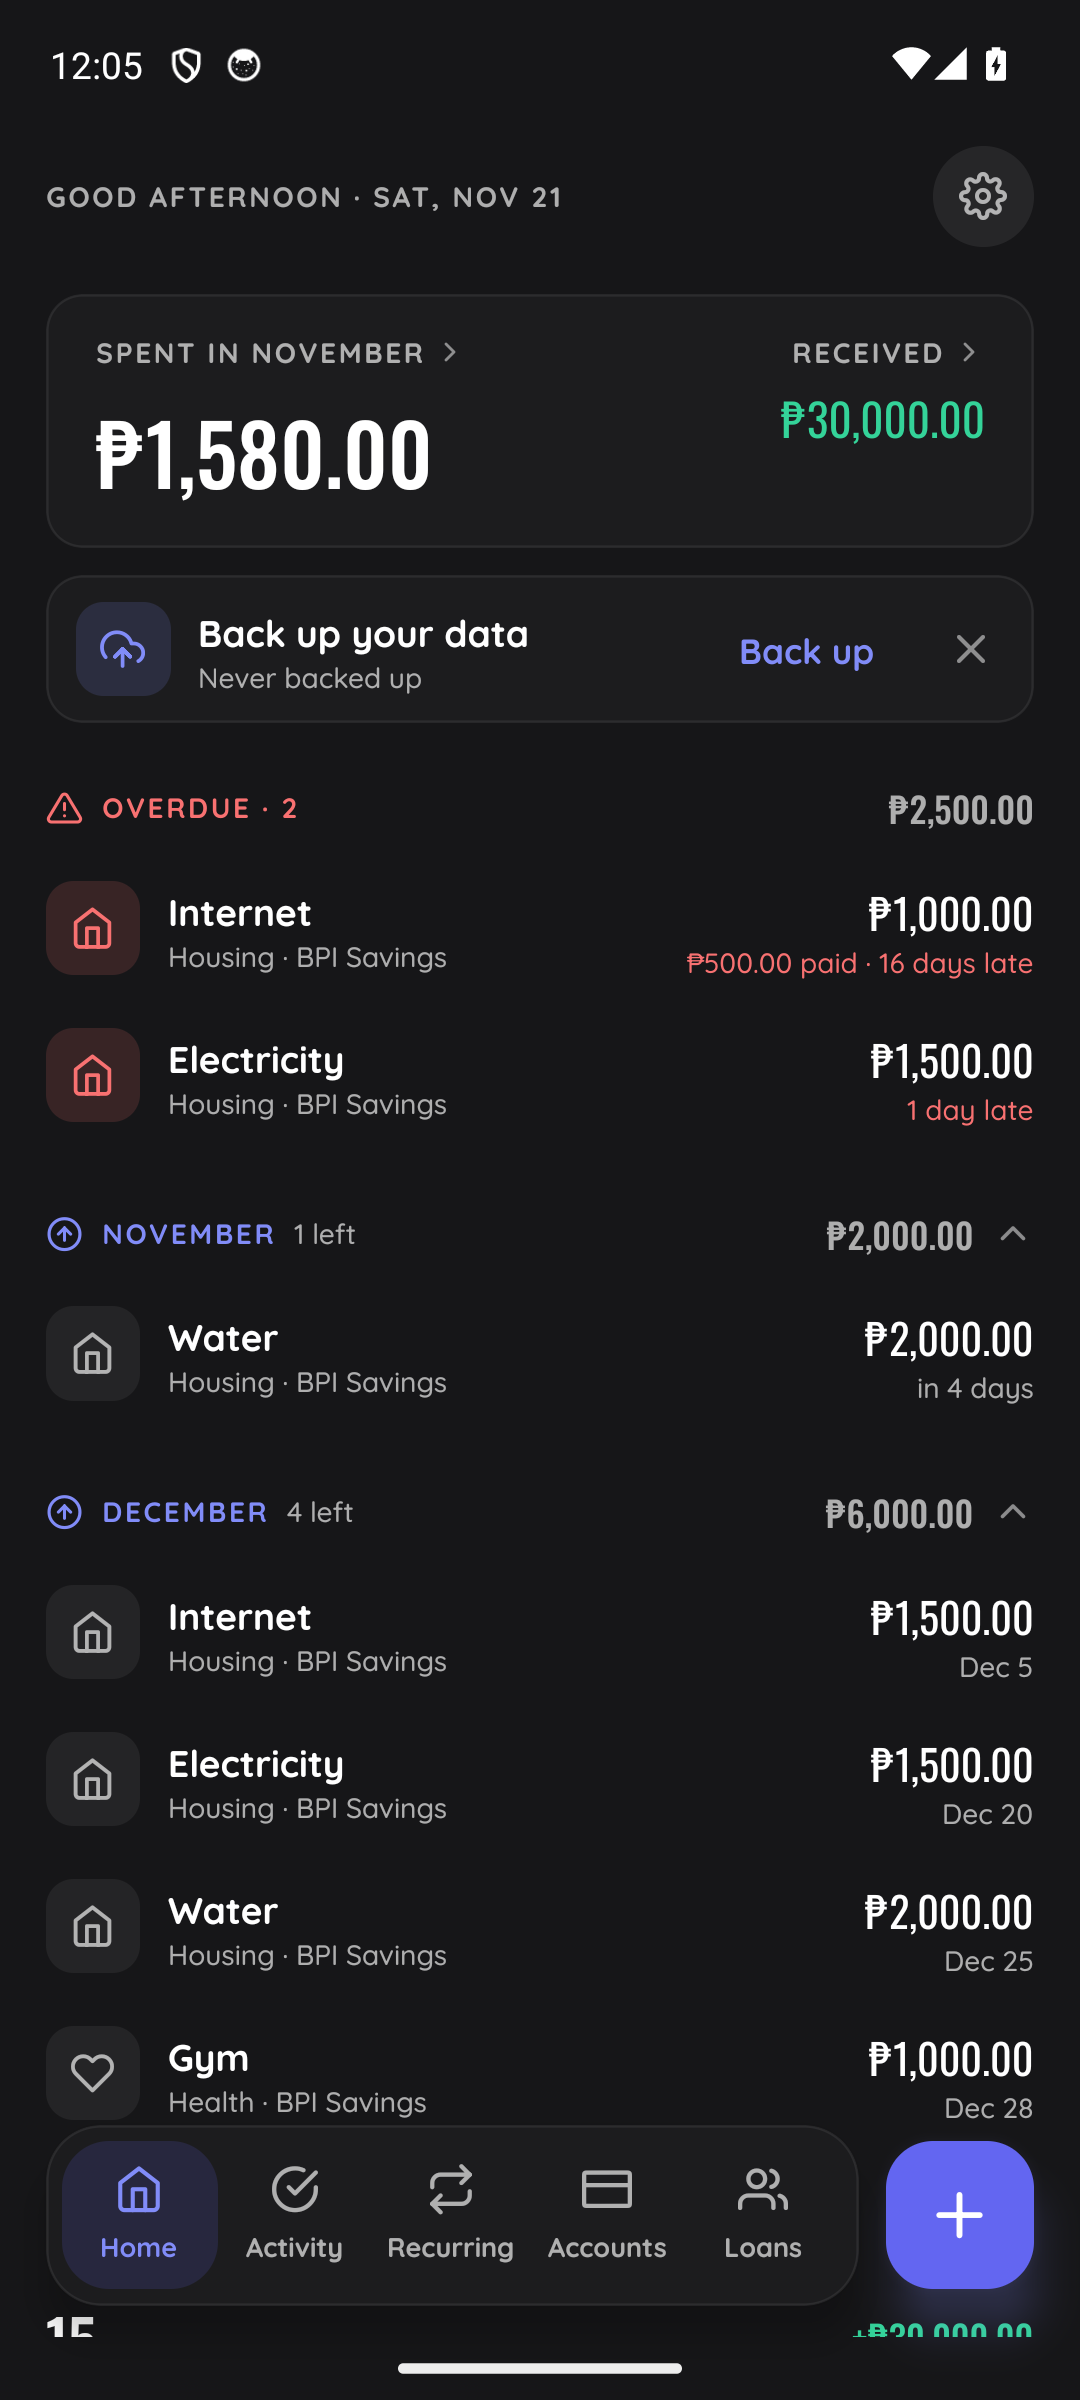 12:05
GOOD AFTERNOON · SAT, NOV 21
SPENT IN NOVEMBER
RECEIVED
₱1,580.00
₱30,000.00
Back up your data
Never backed up
Back up
OVERDUE · 2
₱2,500.00
Internet
₱1,000.00
Housing · BPI Savings
₱500.00 paid · 16 days late
Electricity
₱1,500.00
Housing · BPI Savings
1 day late
NOVEMBER 1 left
₱2,000.00
Water
₱2,000.00
Housing · BPI Savings
in 4 days
DECEMBER 4 left
₱6,000.00
Internet
₱1,500.00
Housing · BPI Savings
Dec 5
Electricity
₱1,500.00
Housing · BPI Savings
Dec 20
Water
₱2,000.00
Housing · BPI Savings
Dec 25
Gym
₱1,000.00
Health · BPI Savings
Dec 28
Home
Activity
Recurring
Accounts
Loans
15
+₱30,000.00